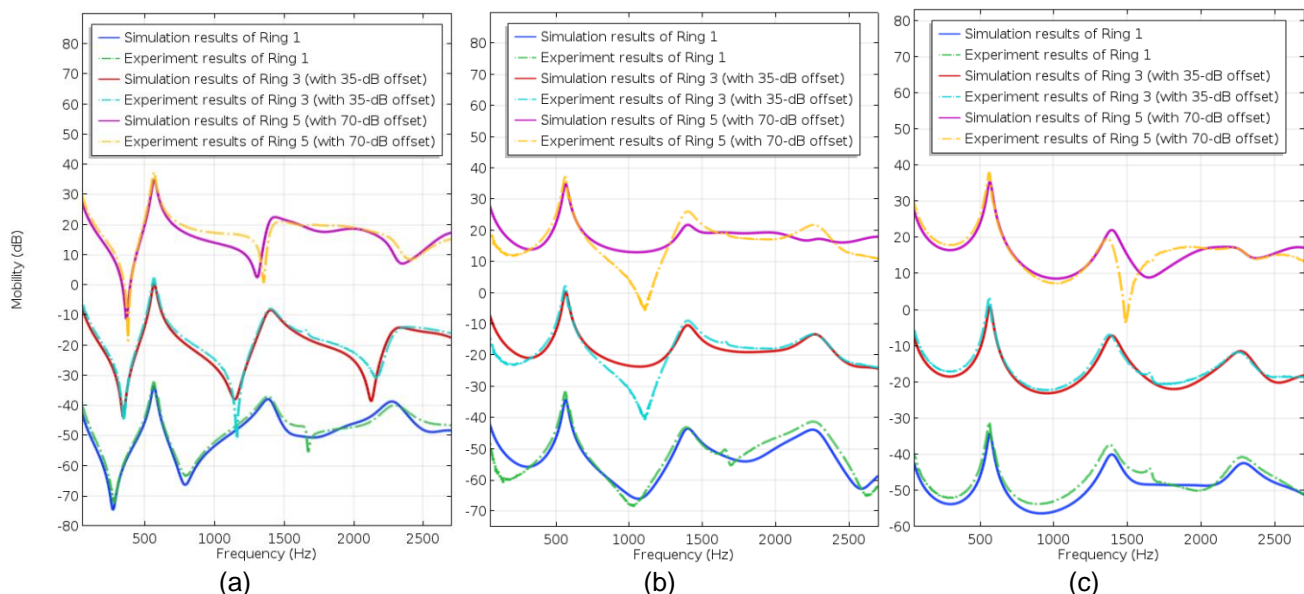 Simulation results of Ring 1
Experiment results of Ring 1
Simulation results of Ring 3 (with 35-dB offset)
Experiment results of Ring 3 (with 35-dB offset)
Simulation results of Ring 5 (with 70-dB offset)
Experiment results of Ring 5 (with 70-dB offset)
Mobility (dB)
80
70
60
50
40
30
20
10
0
-10
-20
-30
-40
-50
-60
-70
-80
500
1000
1500
2000
2500
Frequency (Hz)
(a)
Simulation results of Ring 1
Experiment results of Ring 1
Simulation results of Ring 3 (with 35-dB offset)
Experiment results of Ring 3 (with 35-dB offset)
Simulation results of Ring 5 (with 70-dB offset)
Experiment results of Ring 5 (with 70-dB offset)
90
80
70
60
50
40
30
20
10
0
-10
-20
-30
-40
-50
-60
-70
500
1000
1500
2000
2500
Frequency (Hz)
(b)
Simulation results of Ring 1
Experiment results of Ring 1
Simulation results of Ring 3 (with 35-dB offset)
Experiment results of Ring 3 (with 35-dB offset)
Simulation results of Ring 5 (with 70-dB offset)
Experiment results of Ring 5 (with 70-dB offset)
80
70
60
50
40
30
20
10
0
-10
-20
-30
-40
-50
-60
500
1000
1500
2000
2500
Frequency (Hz)
(c)